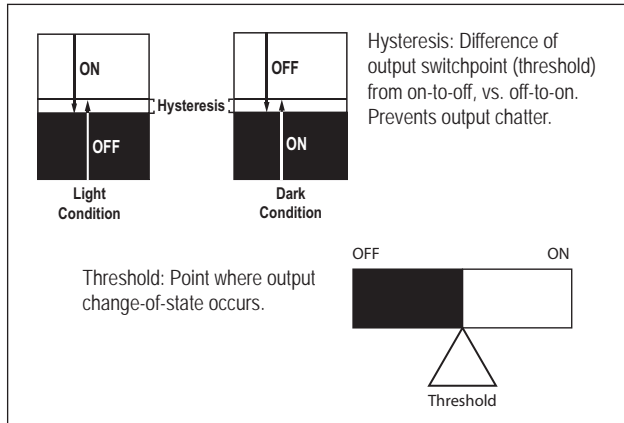 ON
OFF
Hysteresis
OFF
ON
Light
Condition
Dark
Condition
Hysteresis: Difference of
output switchpoint (threshold)
from on-to-off, vs. off-to-on.
Prevents output chatter.
Threshold: Point where output
change-of-state occurs.
OFF ON
Threshold